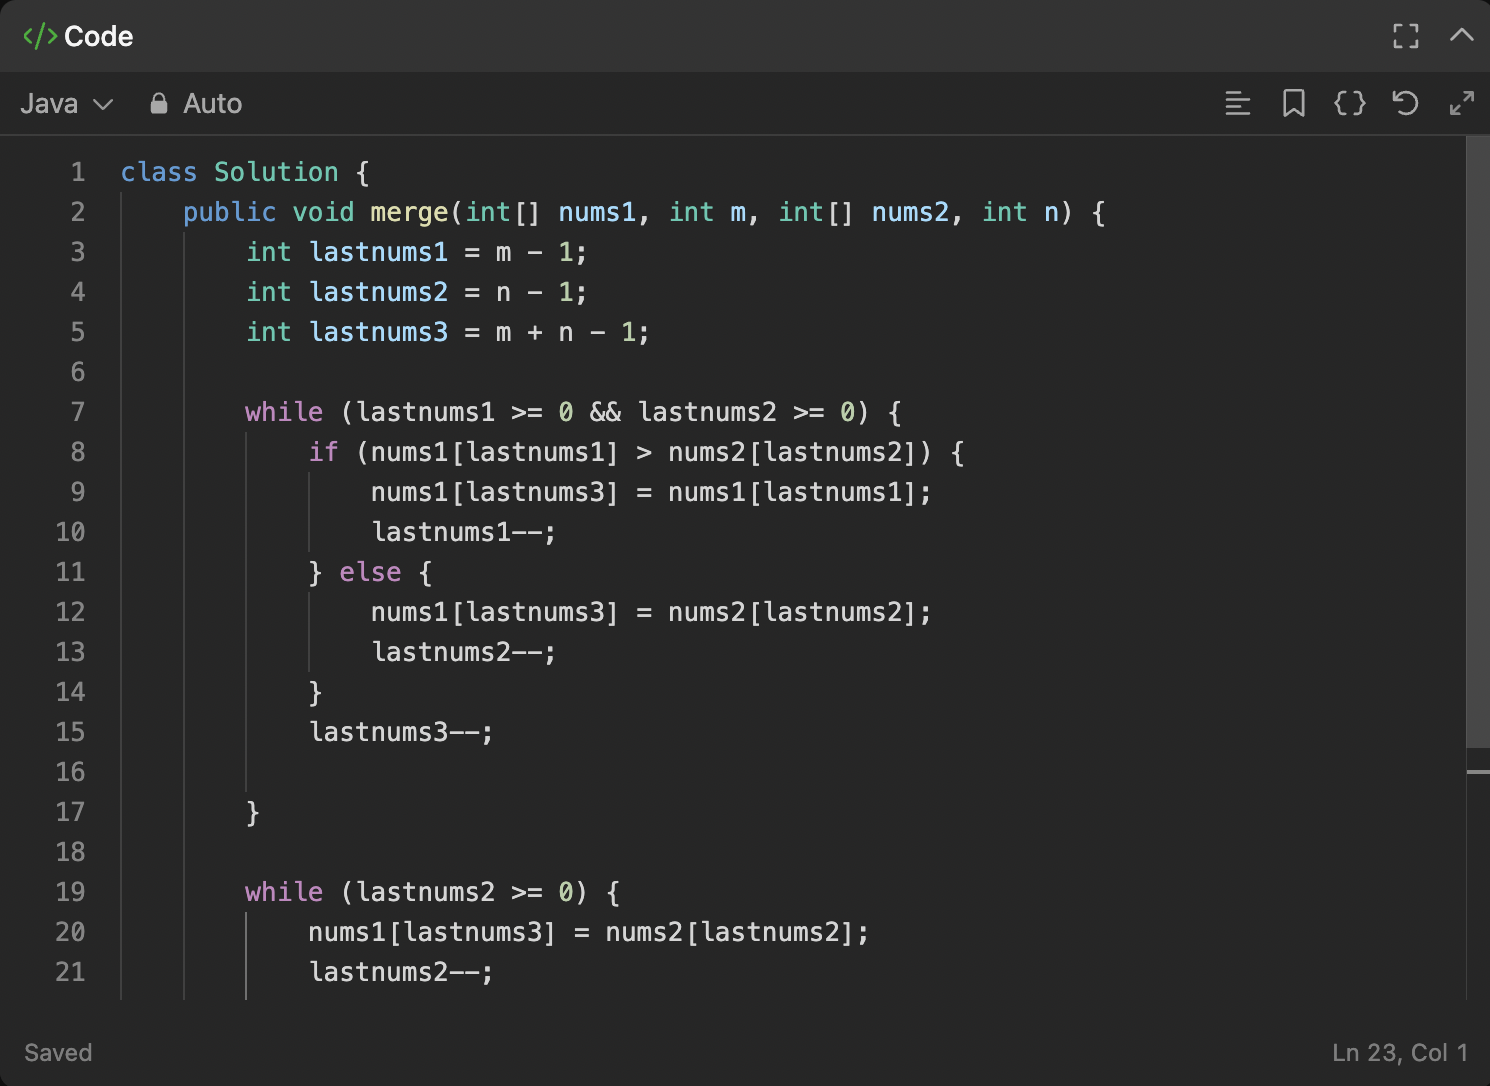 </> Code
Java Auto
1 class Solution {
2 public void merge(int[] nums1, int m, int[] nums2, int n) {
3 int lastnums1 = m - 1;
4 int lastnums2 = n - 1;
5 int lastnums3 = m + n - 1;
6
7 while (lastnums1 >= 0 && lastnums2 >= 0) {
8 if (nums1[lastnums1] > nums2[lastnums2]) {
9 nums1[lastnums3] = nums1[lastnums1];
10 lastnums1--;
11 } else {
12 nums1[lastnums3] = nums2[lastnums2];
13 lastnums2--;
14 }
15 lastnums3--;
16
17 }
18
19 while (lastnums2 >= 0) {
20 nums1[lastnums3] = nums2[lastnums2];
21 lastnums2--;
Saved Ln 23, Col 1